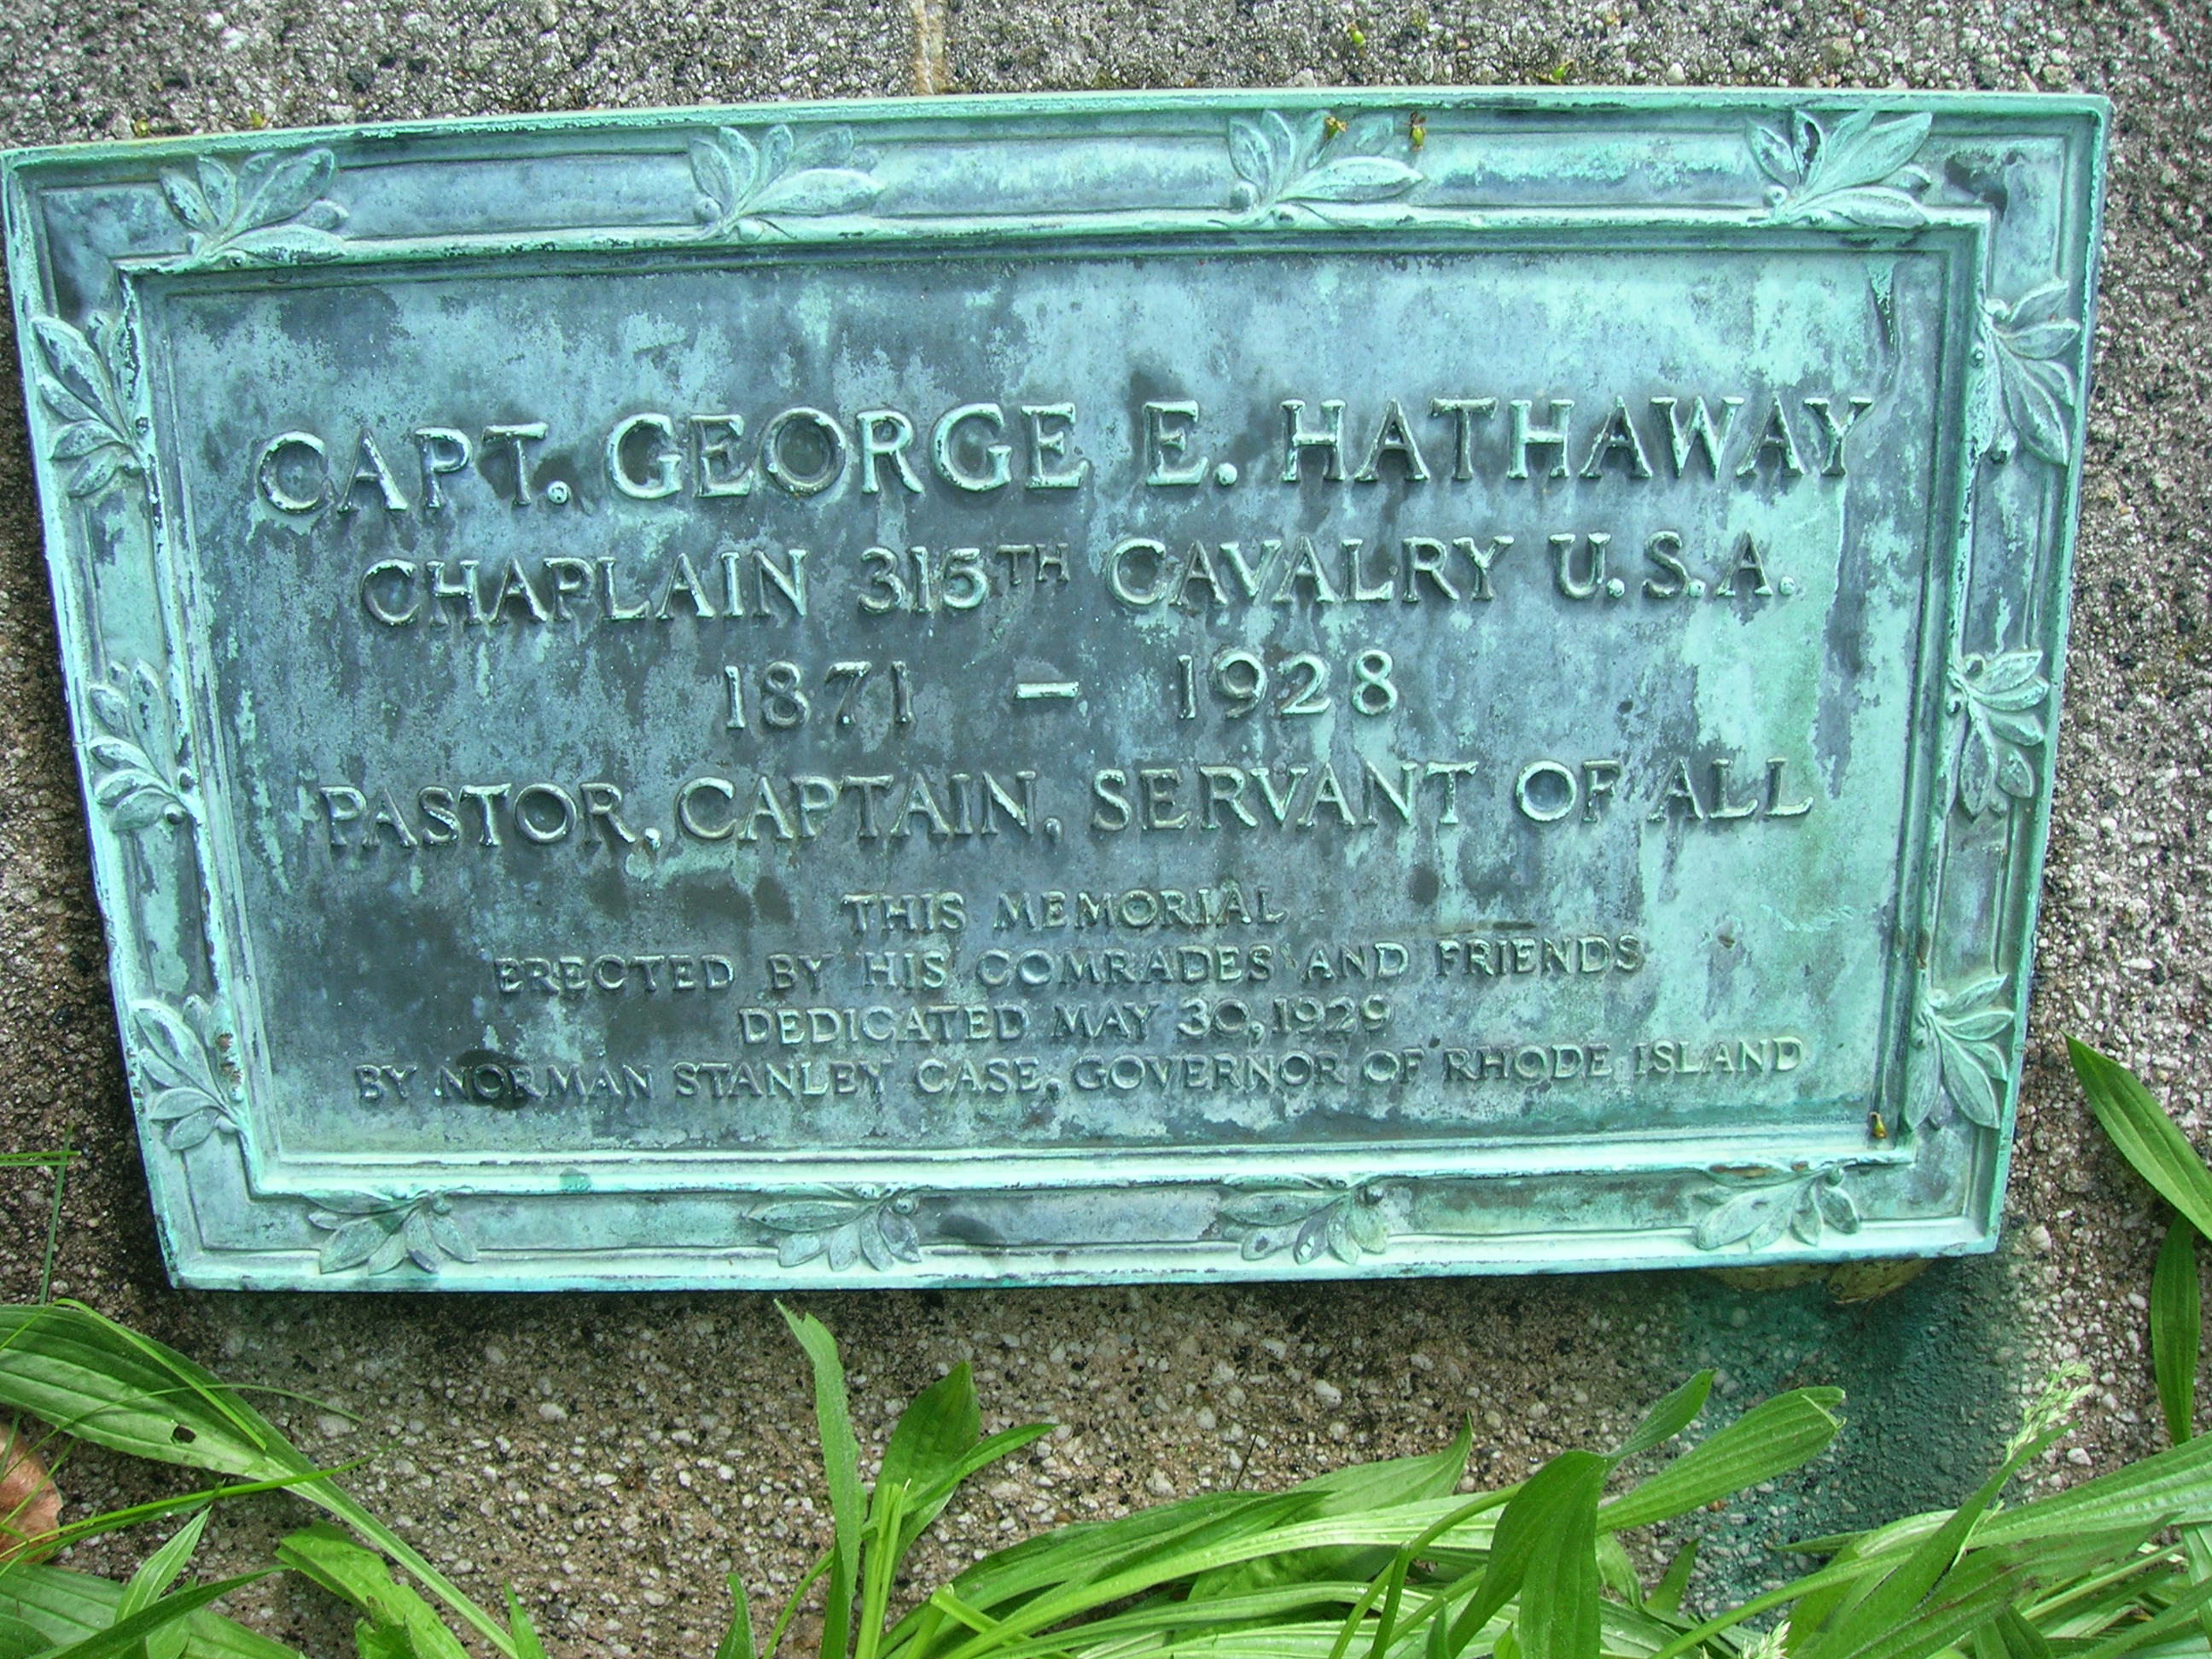 CAPT. GEORGE E. HATHAWAY
CHAPLAIN 315TH CAVALRY U.S.A.
1871 – 1928
PASTOR, CAPTAIN, SERVANT OF ALL
THIS MEMORIAL
ERECTED BY HIS COMRADES AND FRIENDS
DEDICATED MAY 30, 1929
BY NORMAN STANLEY CASE, GOVERNOR OF RHODE ISLAND